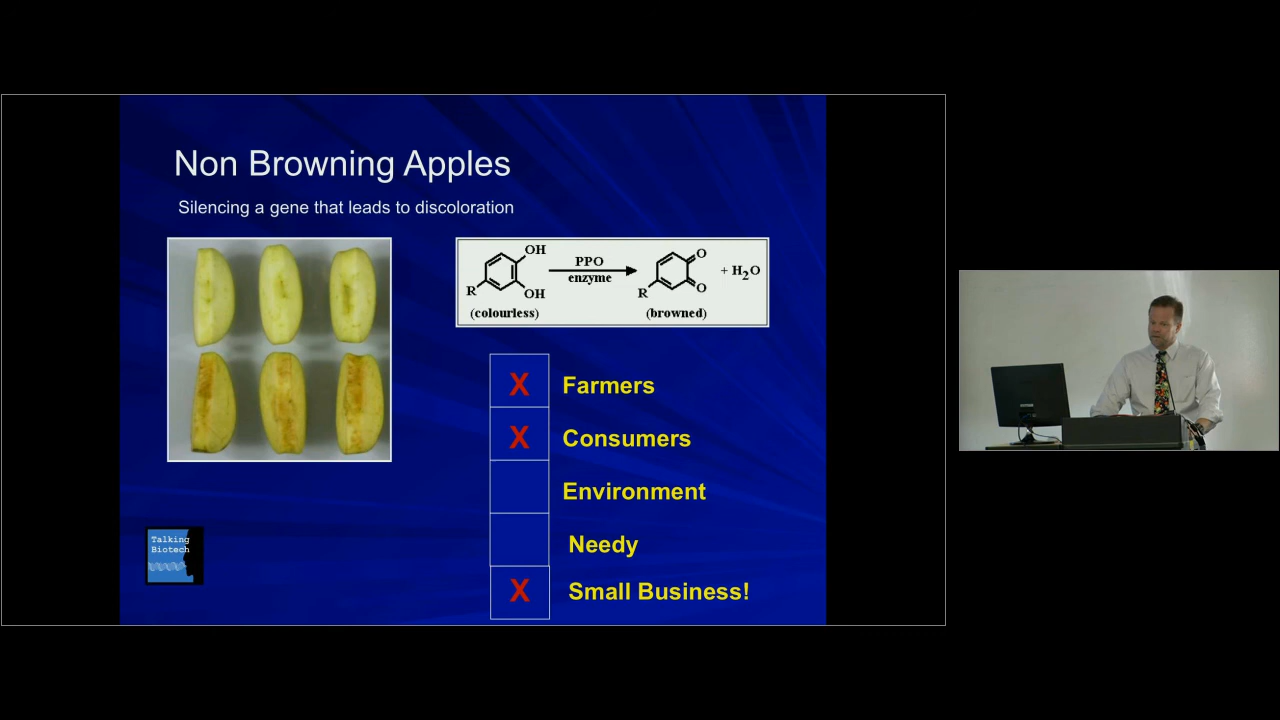 Non Browning Apples
Silencing a gene that leads to discoloration
OH
OH
R
(colourless)
PPO
enzyme
O
O
R
(browned)
+ H2O
X Farmers
X Consumers
Environment
Needy
X Small Business!
Talking
Biotech